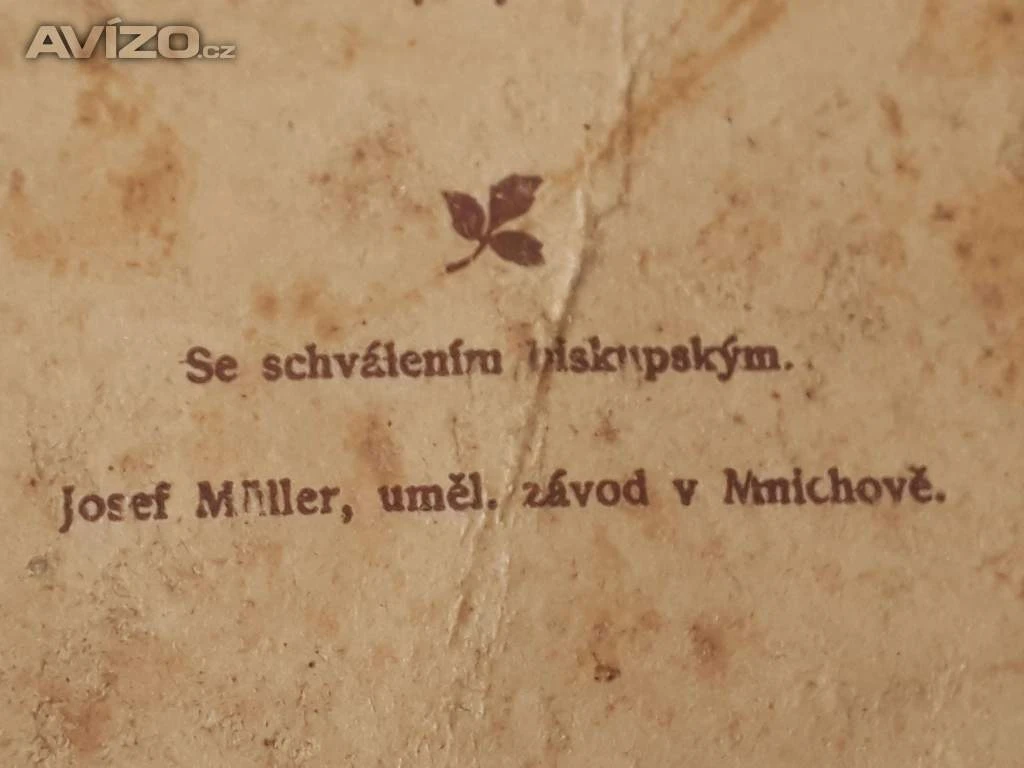 AVÍZO.cz
Se schválením biskupským.
Josef Müller, uměl. závod v Mnichově.